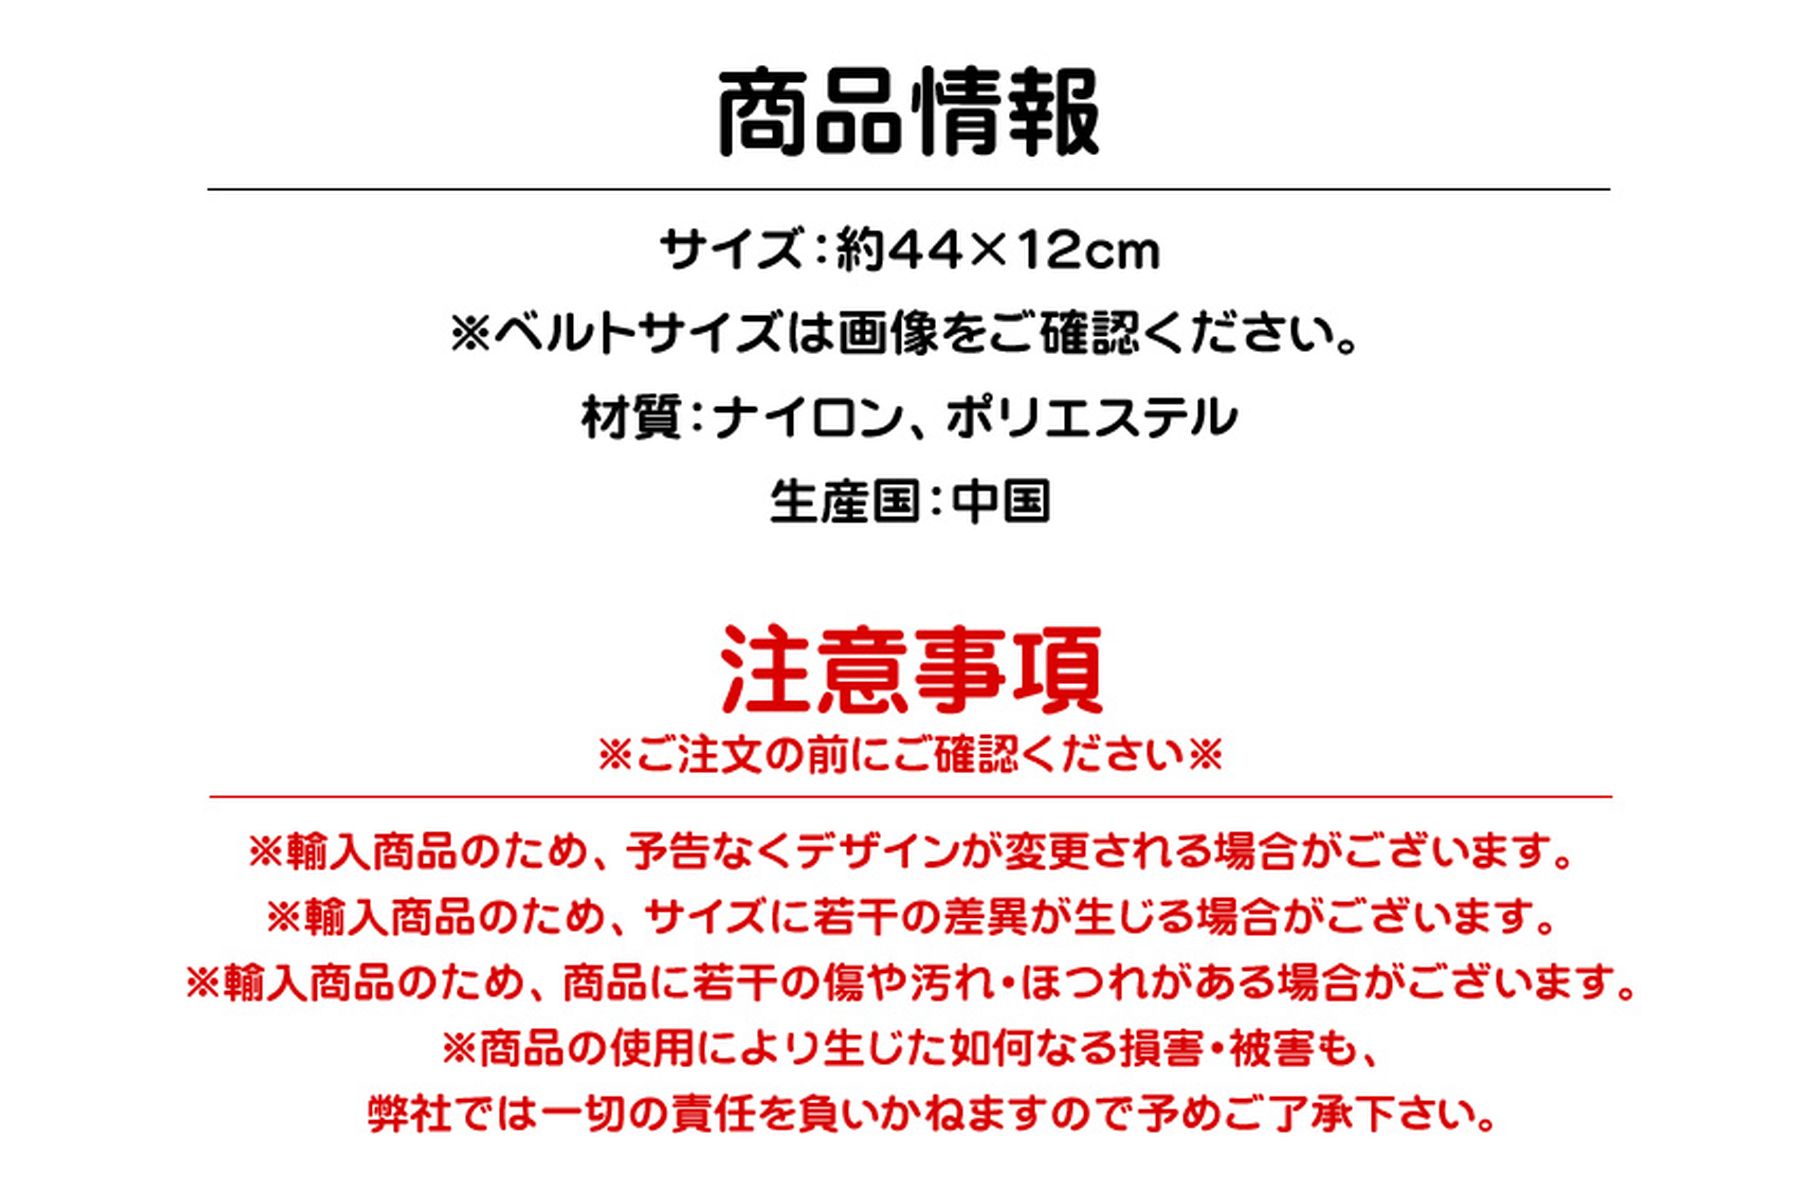 商品情報
サイズ：約44×12cm
※ベルトサイズは画像をご確認ください。
材質：ナイロン、ポリエステル
生産国：中国
注意事項
※ご注文の前にご確認ください※
※輸入商品のため、予告なくデザインが変更される場合がございます。
※輸入商品のため、サイズに若干の差異が生じる場合がございます。
※輸入商品のため、商品に若干の傷や汚れ・ほつれがある場合がございます。
※商品の使用により生じた如何なる損害・被害も、
弊社では一切の責任を負いかねますので予めご了承下さい。